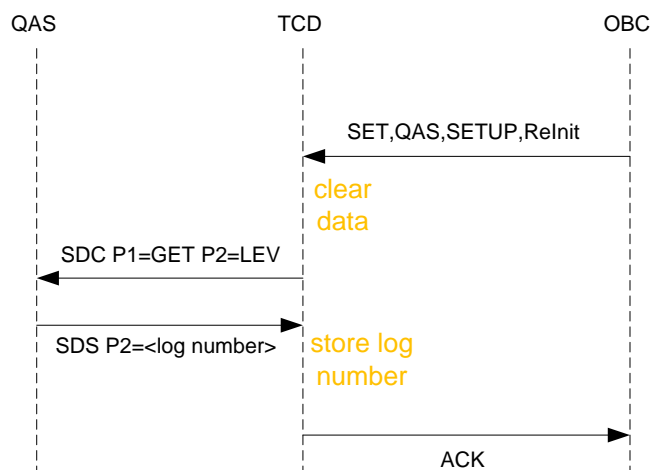 QAS TCD OBC
SET,QAS,SETUP,ReInit
clear
data
SDC P1=GET P2=LEV
SDS P2=<log number>
store log
number
ACK